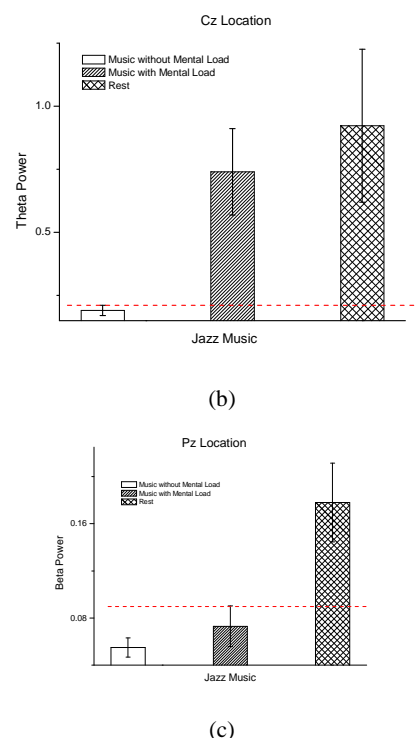 Cz Location
Music without Mental Load
Music with Mental Load
Rest
1.0
0.5
Theta Power
Jazz Music
(b)
Pz Location
Music without Mental Load
Music with Mental Load
Rest
0.16
0.08
Beta Power
Jazz Music
(c)